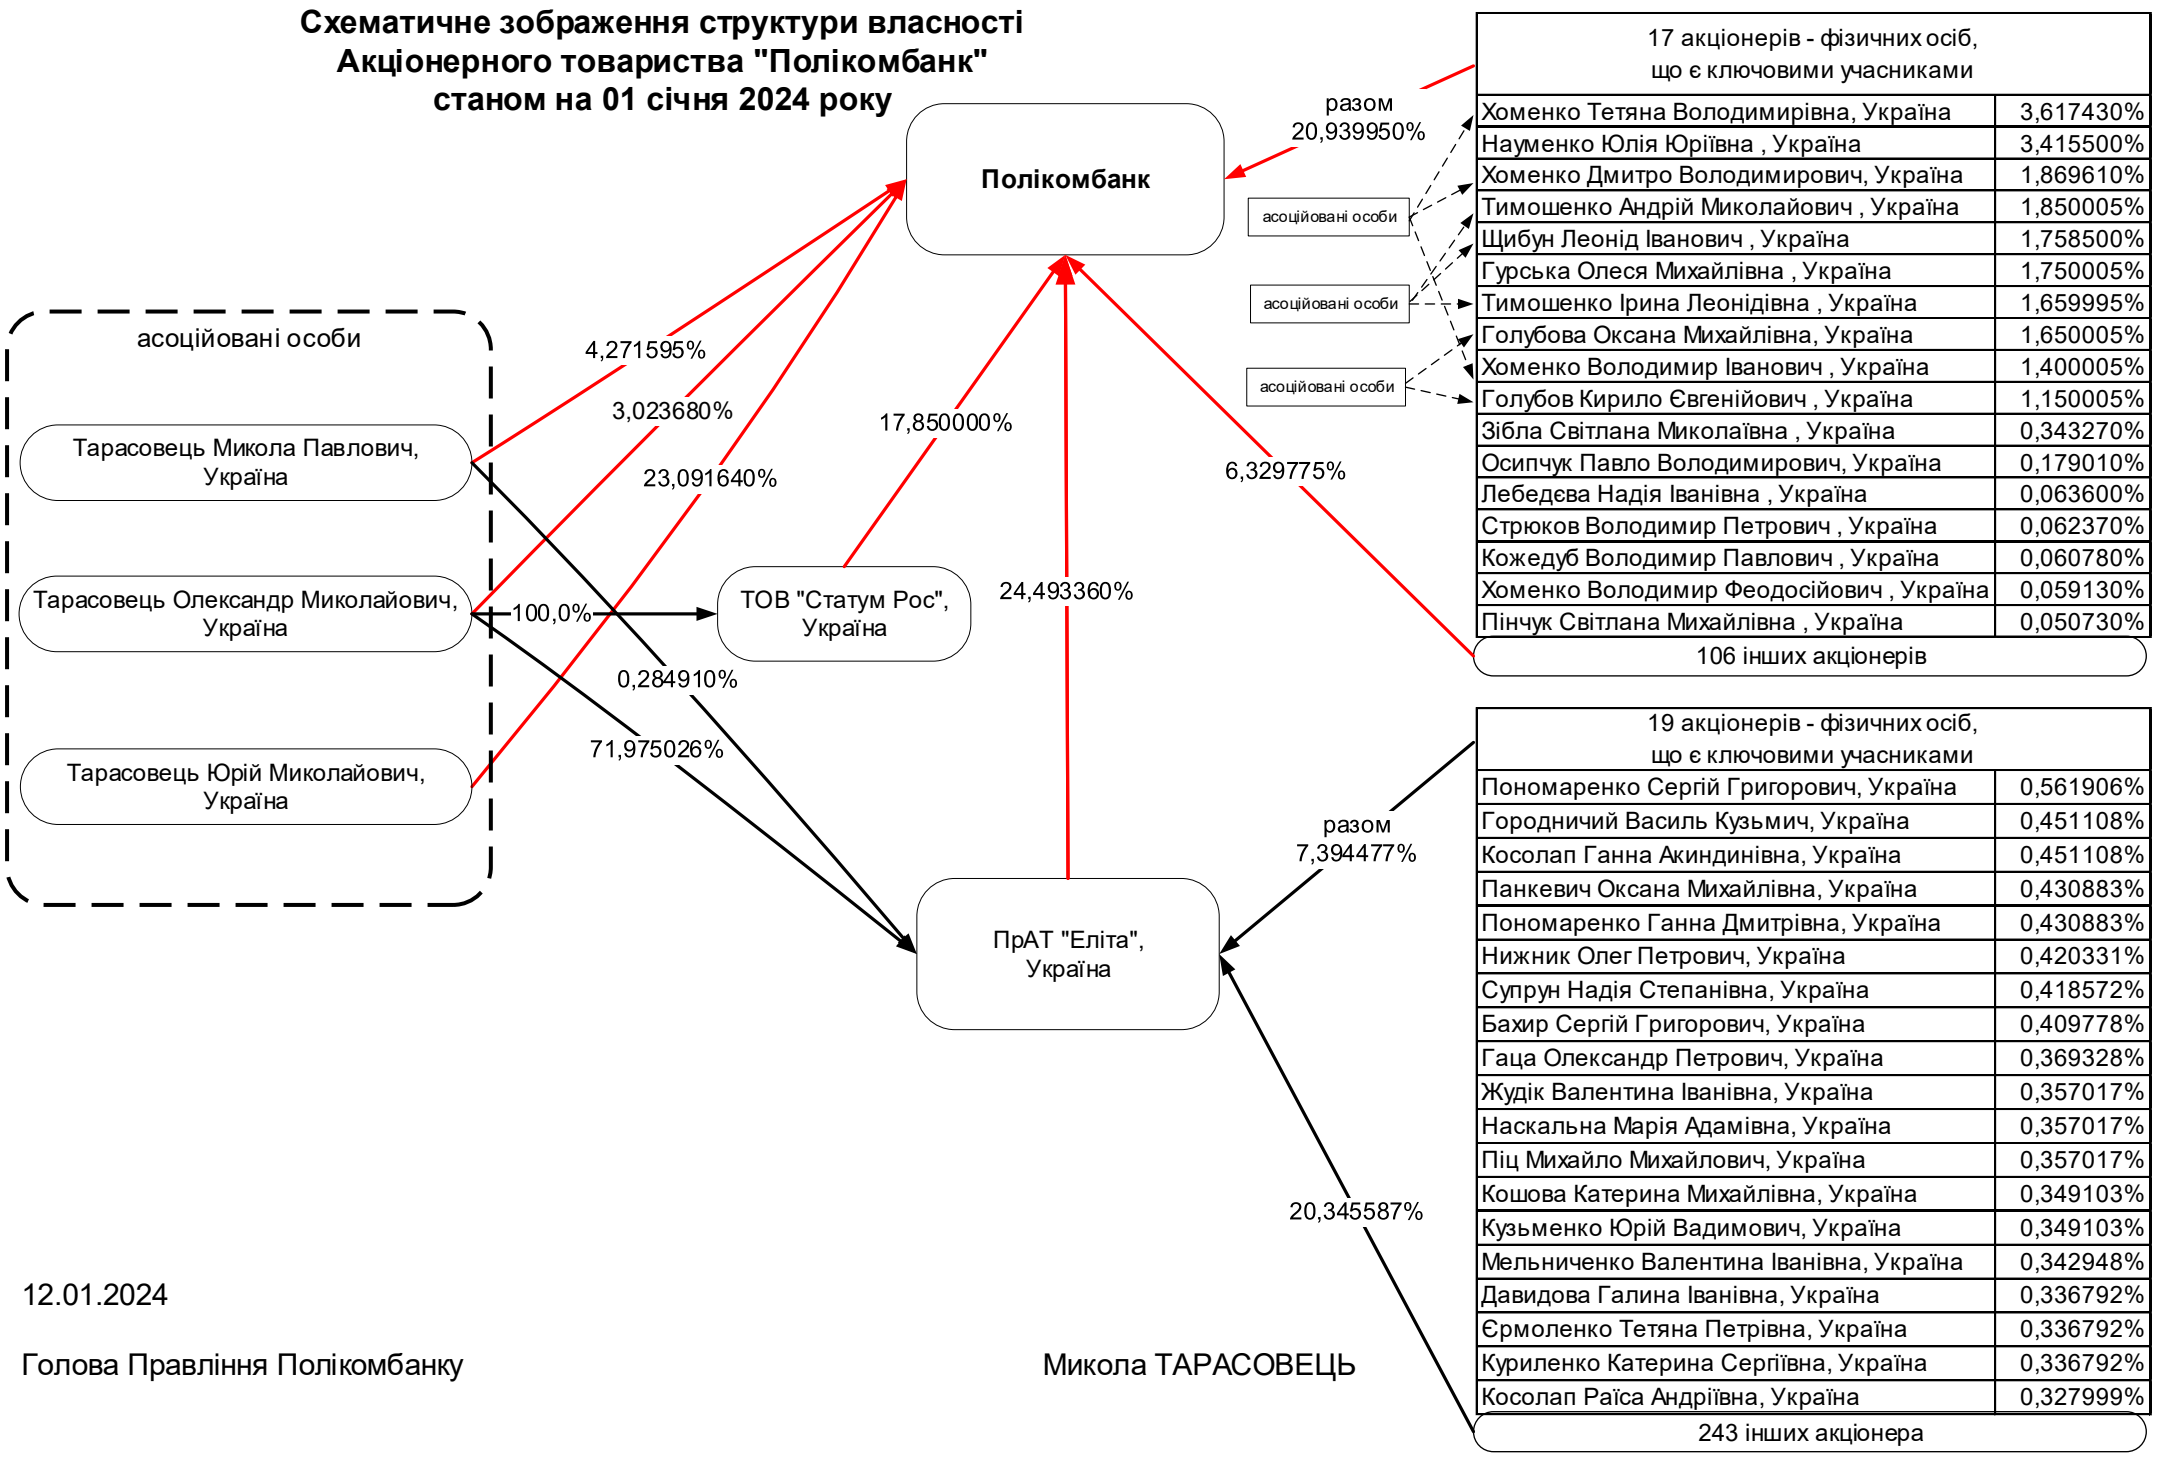 Схематичне зображення структури власності
Акціонерного товариства "Полікомбанк"
станом на 01 січня 2024 року
Полікомбанк
разом
20,939950%
асоційовані особи
асоційовані особи
асоційовані особи
17 акціонерів - фізичних осіб,
що є ключовими учасниками
Хоменко Тетяна Володимирівна, Україна 3,617430%
Науменко Юлія Юріївна , Україна 3,415500%
Хоменко Дмитро Володимирович, Україна 1,869610%
Тимошенко Андрій Миколайович , Україна 1,850005%
Щибун Леонід Іванович , Україна 1,758500%
Гурська Олеся Михайлівна , Україна 1,750005%
Тимошенко Ірина Леонідівна , Україна 1,659995%
Голубова Оксана Михайлівна, Україна 1,650005%
Хоменко Володимир Іванович , Україна 1,400005%
Голубов Кирило Євгенійович , Україна 1,150005%
Зібла Світлана Миколаївна , Україна 0,343270%
Осипчук Павло Володимирович, Україна 0,179010%
Лебедєва Надія Іванівна , Україна 0,063600%
Стрюков Володимир Петрович , Україна 0,062370%
Кожедуб Володимир Павлович , Україна 0,060780%
Хоменко Володимир Феодосійович , Україна 0,059130%
Пінчук Світлана Михайлівна , Україна 0,050730%
106 інших акціонерів
асоційовані особи
Тарасовець Микола Павлович,
Україна
Тарасовець Олександр Миколайович,
Україна
Тарасовець Юрій Миколайович,
Україна
4,271595%
3,023680%
23,091640%
17,850000%
6,329775%
24,493360%
100,0%
ТОВ "Статум Рос",
Україна
0,284910%
71,975026%
ПрАТ "Еліта",
Україна
разом
7,394477%
20,345587%
19 акціонерів - фізичних осіб,
що є ключовими учасниками
Пономаренко Сергій Григорович, Україна 0,561906%
Городничий Василь Кузьмич, Україна 0,451108%
Косолап Ганна Акиндинівна, Україна 0,451108%
Панкевич Оксана Михайлівна, Україна 0,430883%
Пономаренко Ганна Дмитрівна, Україна 0,430883%
Нижник Олег Петрович, Україна 0,420331%
Супрун Надія Степанівна, Україна 0,418572%
Бахир Сергій Григорович, Україна 0,409778%
Гаца Олександр Петрович, Україна 0,369328%
Жудік Валентина Іванівна, Україна 0,357017%
Наскальна Марія Адамівна, Україна 0,357017%
Піц Михайло Михайлович, Україна 0,357017%
Кошова Катерина Михайлівна, Україна 0,349103%
Кузьменко Юрій Вадимович, Україна 0,349103%
Мельниченко Валентина Іванівна, Україна 0,342948%
Давидова Галина Іванівна, Україна 0,336792%
Єрмоленко Тетяна Петрівна, Україна 0,336792%
Куриленко Катерина Сергіївна, Україна 0,336792%
Косолап Раїса Андріївна, Україна 0,327999%
243 інших акціонера
12.01.2024
Голова Правління Полікомбанку
Микола ТАРАСОВЕЦЬ